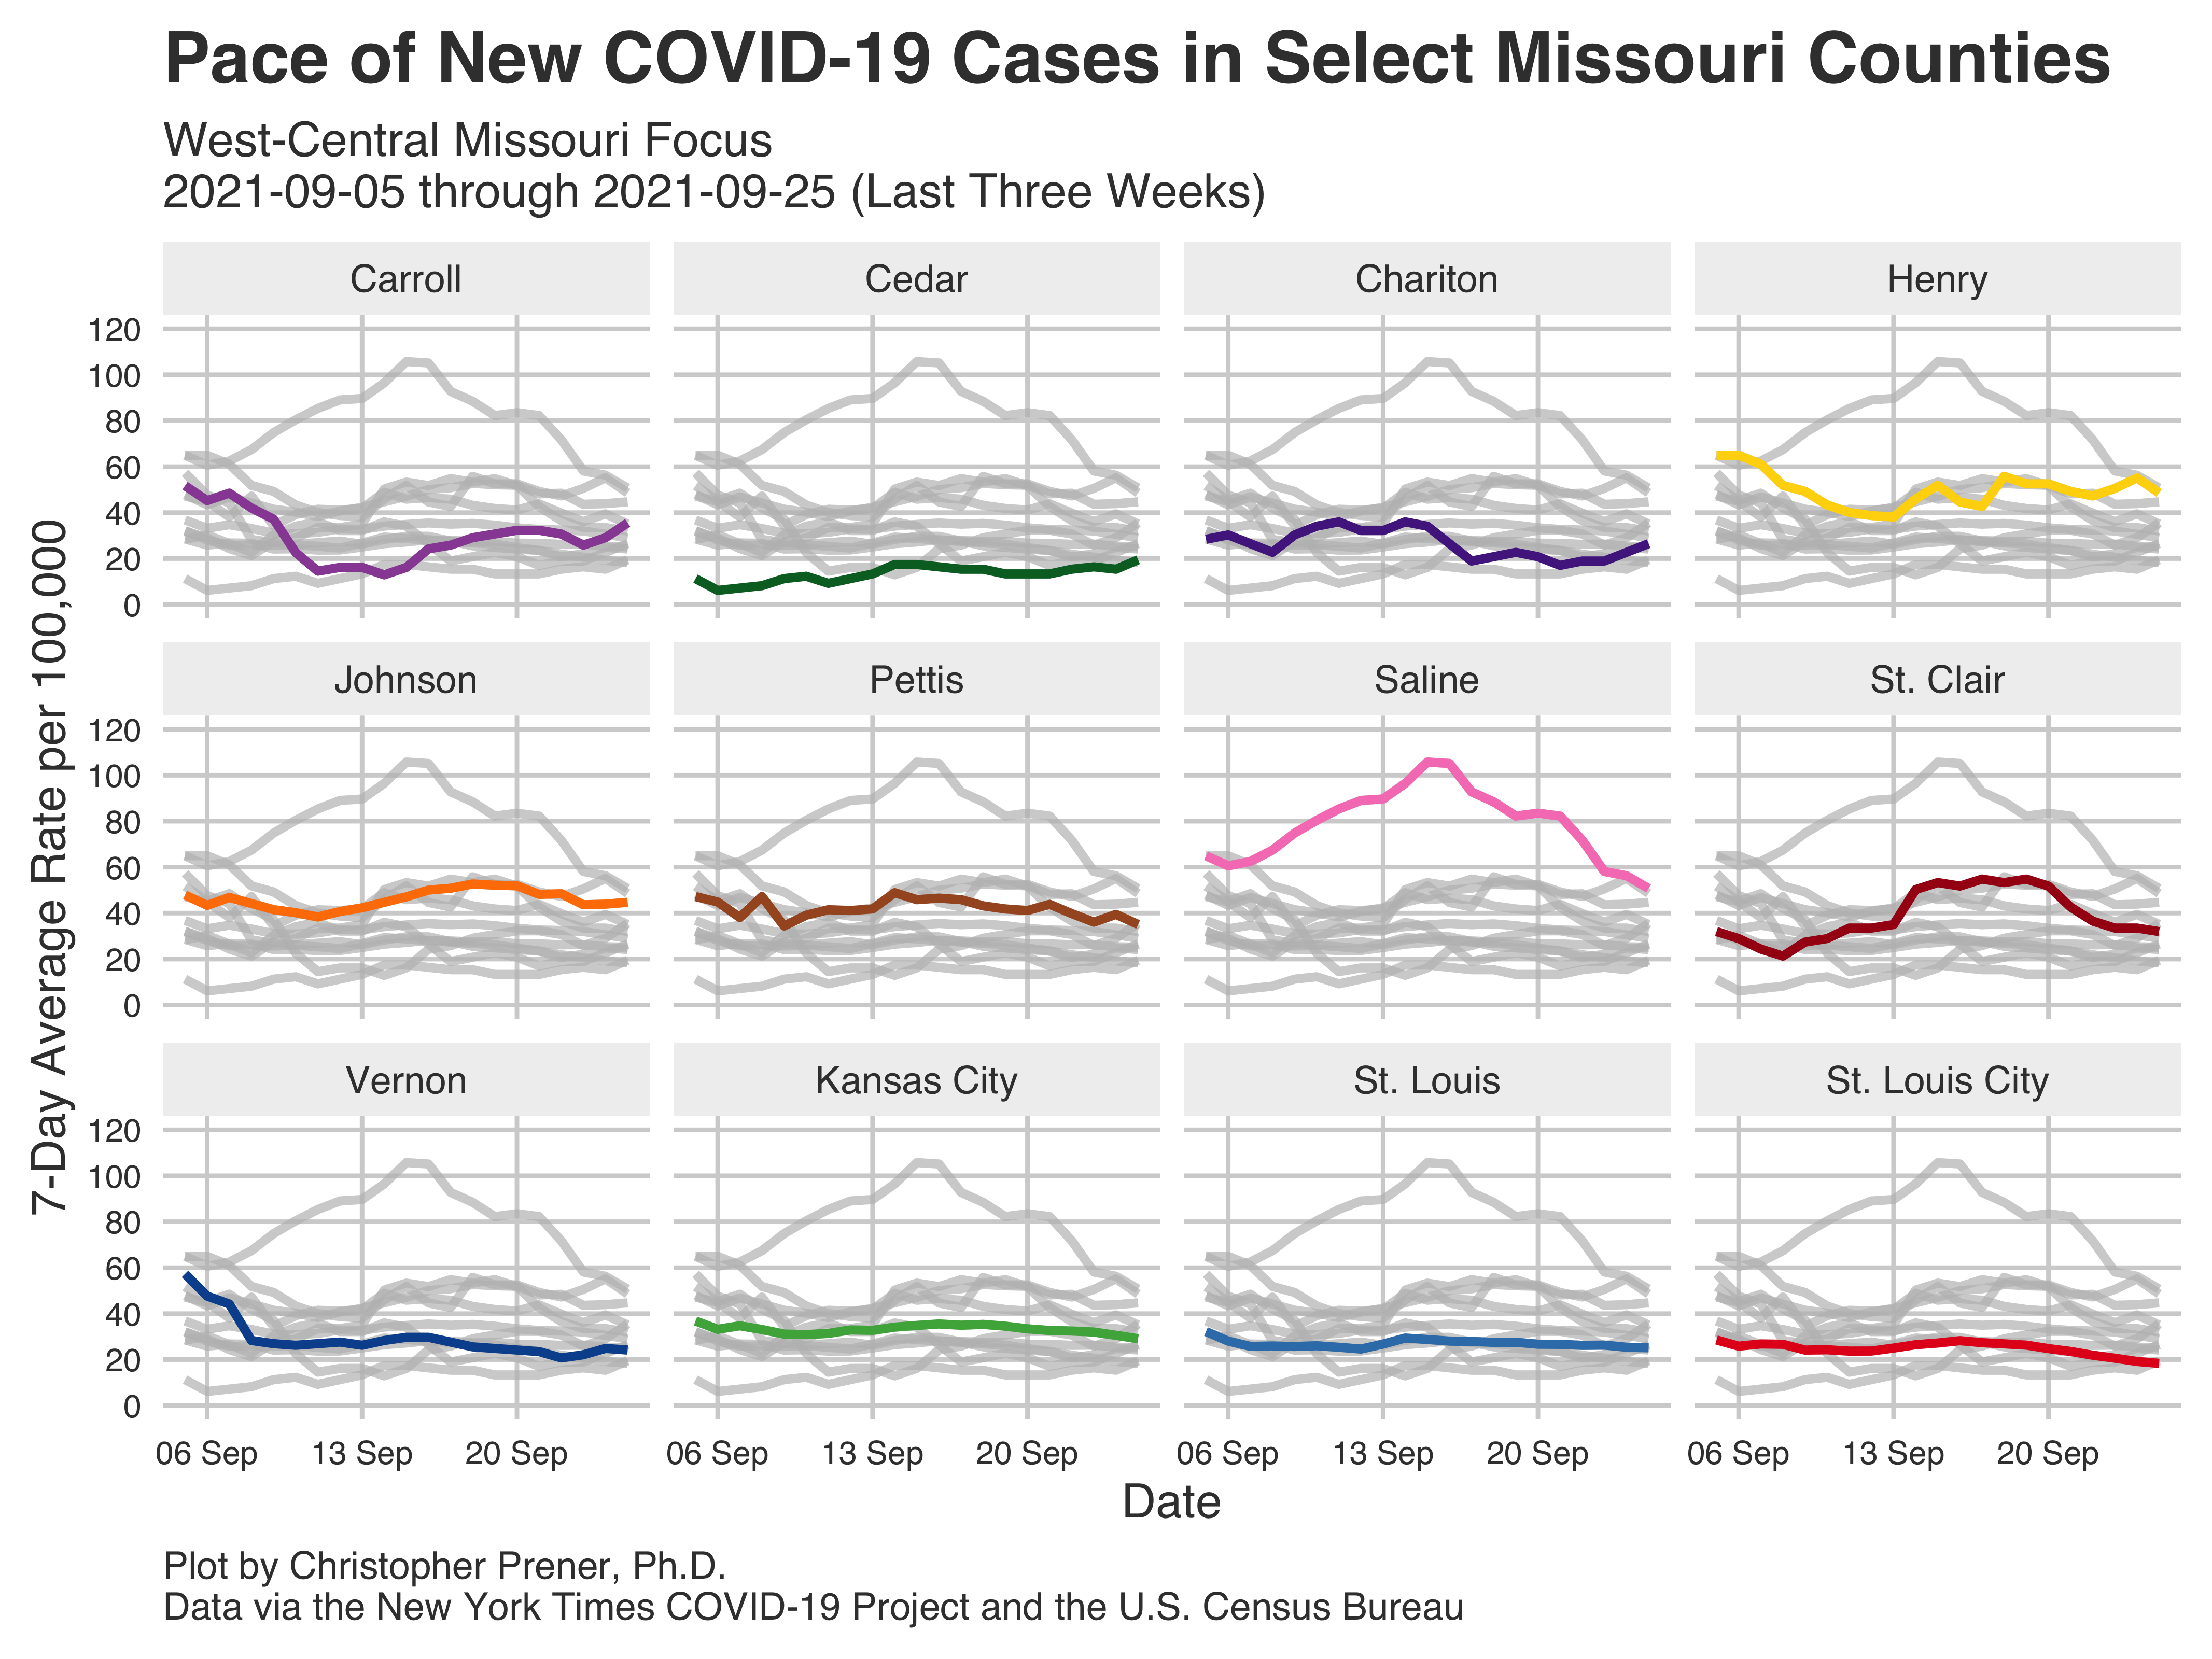 Pace of New COVID-19 Cases in Select Missouri Counties
West-Central Missouri Focus
2021-09-05 through 2021-09-25 (Last Three Weeks)
7-Day Average Rate per 100,000
Carroll Cedar Chariton Henry
120
100
80
60
40
20
0
Johnson Pettis Saline St. Clair
120
100
80
60
40
20
0
Vernon Kansas City St. Louis St. Louis City
120
100
80
60
40
20
0
06 Sep 13 Sep 20 Sep 06 Sep 13 Sep 20 Sep 06 Sep 13 Sep 20 Sep 06 Sep 13 Sep 20 Sep
Date
Plot by Christopher Prener, Ph.D.
Data via the New York Times COVID-19 Project and the U.S. Census Bureau